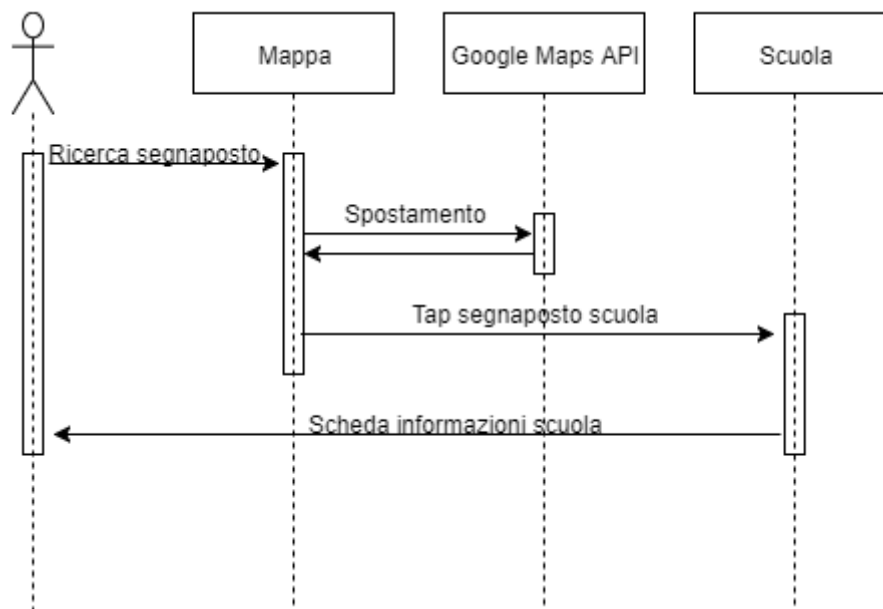 Mappa
Google Maps API
Scuola
Ricerca segnaposto
Spostamento
Tap segnaposto scuola
Scheda informazioni scuola